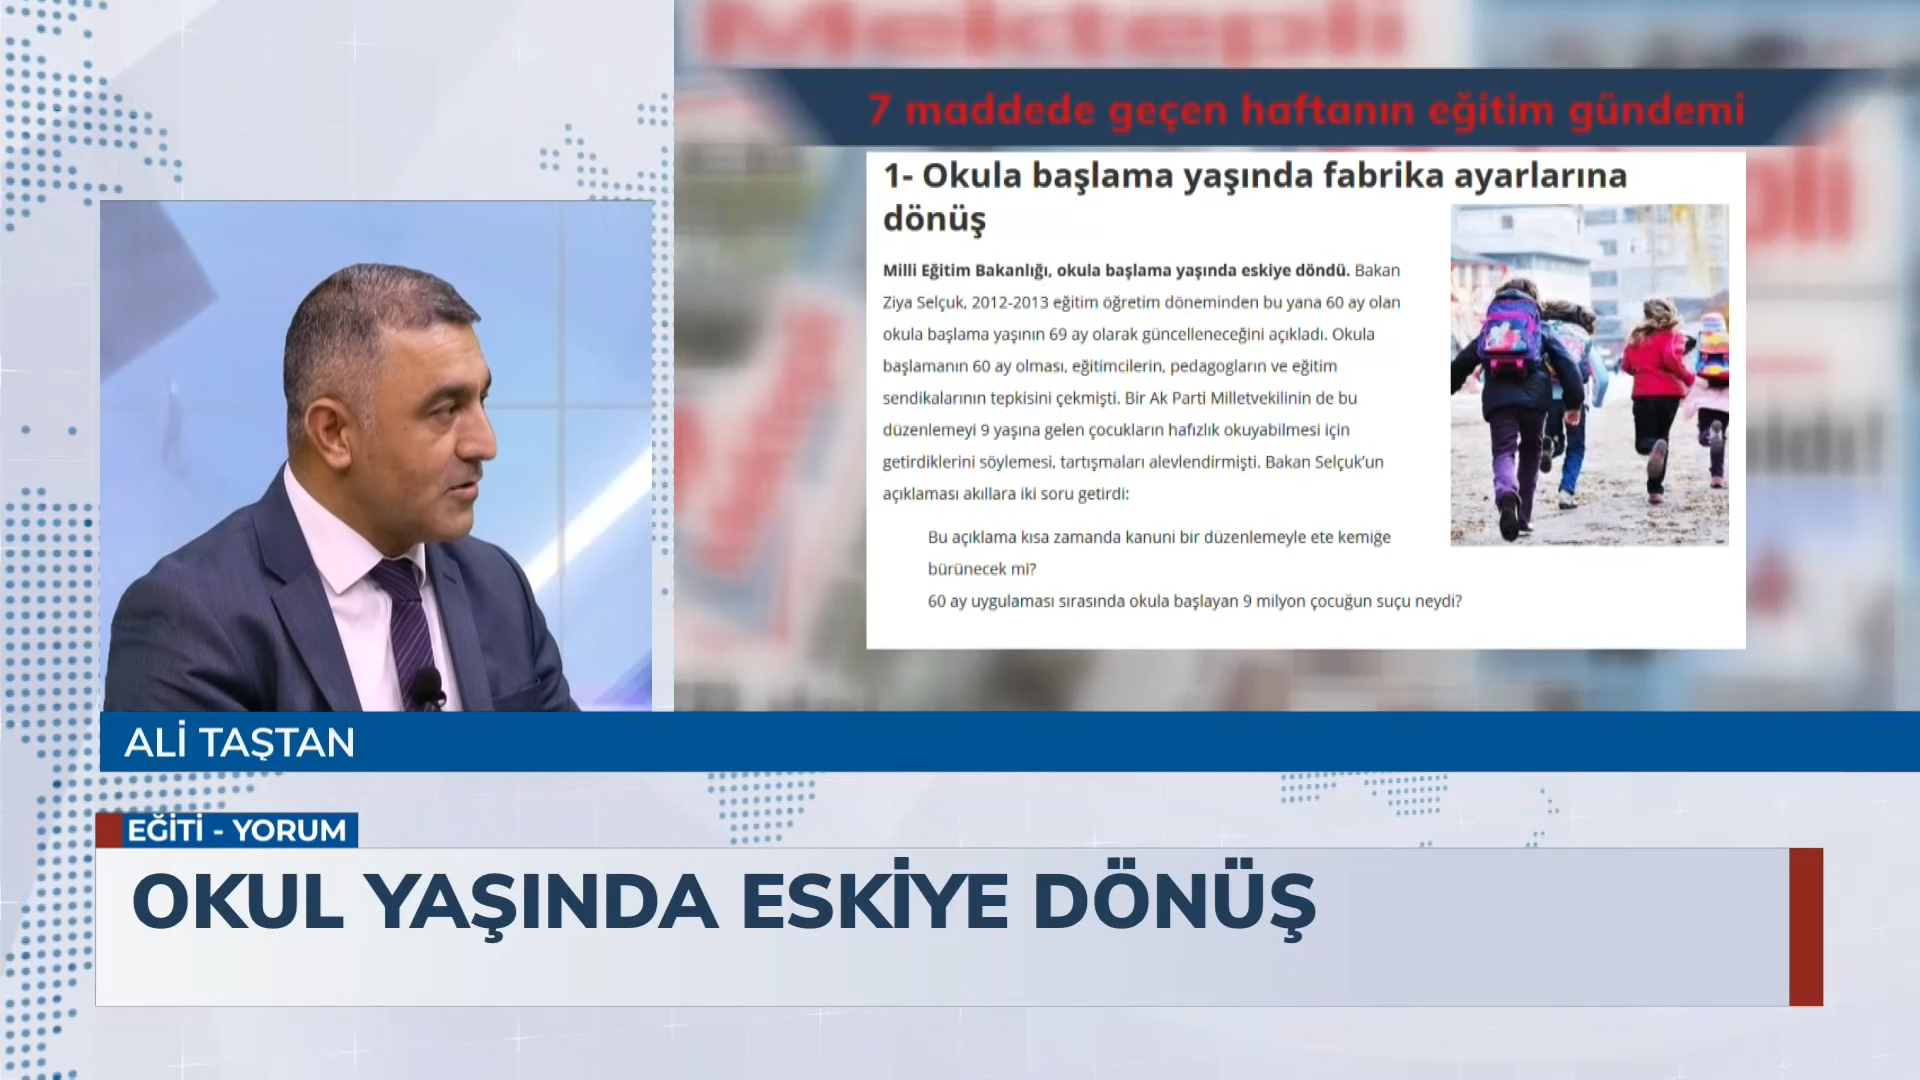 Mektepli
7 maddede geçen haftanın eğitim gündemi
1- Okula başlama yaşında fabrika ayarlarına
dönüş
Milli Eğitim Bakanlığı, okula başlama yaşında eskiye döndü. Bakan
Ziya Selçuk, 2012-2013 eğitim öğretim döneminden bu yana 60 ay olan
okula başlama yaşının 69 ay olarak güncelleneceğini açıkladı. Okula
başlamanın 60 ay olması, eğitimcilerin, pedagogların ve eğitim
sendikalarının tepkisini çekmişti. Bir Ak Parti Milletvekilinin de bu
düzenlemeyi 9 yaşına gelen çocukların hafızlık okuyabilmesi için
getirdiklerini söylemesi, tartışmaları alevlendirmişti. Bakan Selçuk'un
açıklaması akıllara iki soru getirdi:
Bu açıklama kısa zamanda kanuni bir düzenlemeyle ete kemiğe
bürünecek mi?
60 ay uygulaması sırasında okula başlayan 9 milyon çocuğun suçu neydi?
ALİ TAŞTAN
EĞİTİ - YORUM
OKUL YAŞINDA ESKİYE DÖNÜŞ